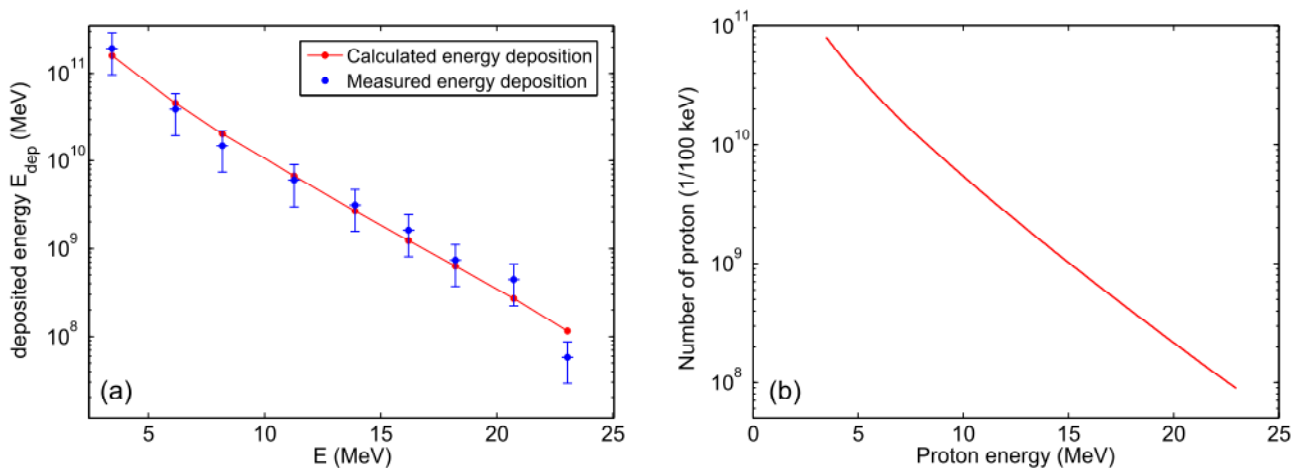 Calculated energy deposition
Measured energy deposition
10^11
10^10
10^9
10^8
deposited energy E_dep (MeV)
(a)
5
10
15
20
25
E (MeV)
10^11
10^10
10^9
10^8
Number of proton (1/100 keV)
(b)
0
5
10
15
20
25
Proton energy (MeV)